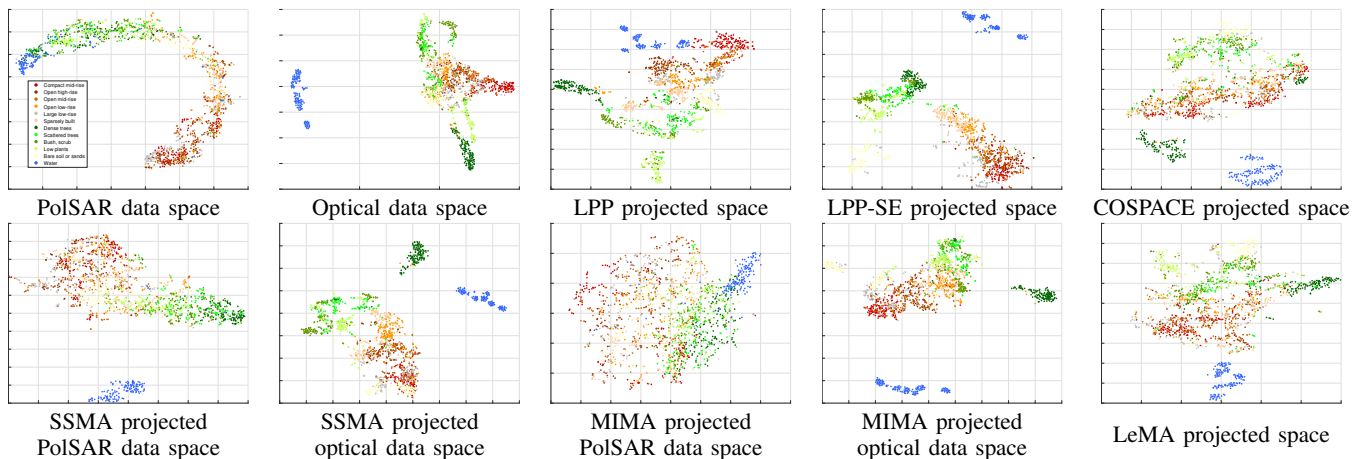 Compact mid-rise
Open high-rise
Open mid-rise
Open low-rise
Large low-rise
Sparsely built
Dense trees
Scattered trees
Bush, scrub
Low plants
Bare soil or sands
Water
PolSAR data space
Optical data space
LPP projected space
LPP-SE projected space
COSPACE projected space
SSMA projected
PolSAR data space
SSMA projected
optical data space
MIMA projected
PolSAR data space
MIMA projected
optical data space
LeMA projected space